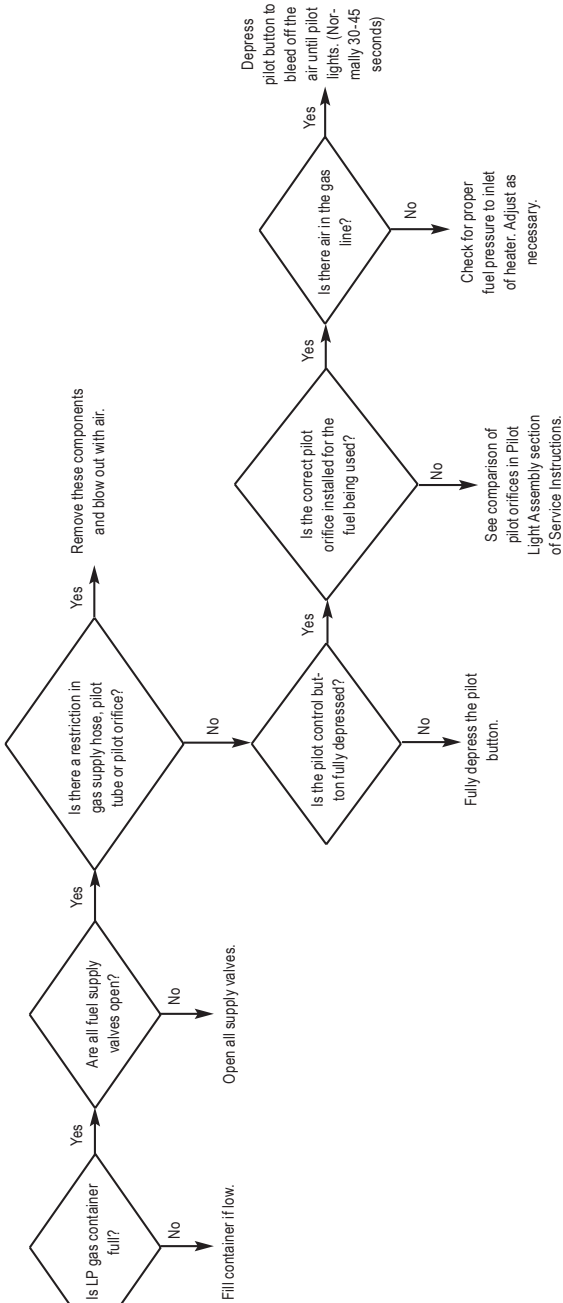 Is LP gas container
full?
Yes
No
Fill container if low.
Are all fuel supply
valves open?
Yes
No
Open all supply valves.
Is there a restriction in
gas supply hose, pilot
tube or pilot orifice?
Yes
Remove these components
and blow out with air.
No
Is the pilot control but-
ton fully depressed?
Yes
No
Fully depress the pilot
button.
Is the correct pilot
orifice installed for the
fuel being used?
Yes
No
See comparison of
pilot orifices in Pilot
Light Assembly section
of Service Instructions.
Is there air in the gas
line?
Yes
Depress
pilot button to
bleed off the
air until pilot
lights. (Nor-
mally 30-45
seconds)
No
Check for proper
fuel pressure to inlet
of heater. Adjust as
necessary.